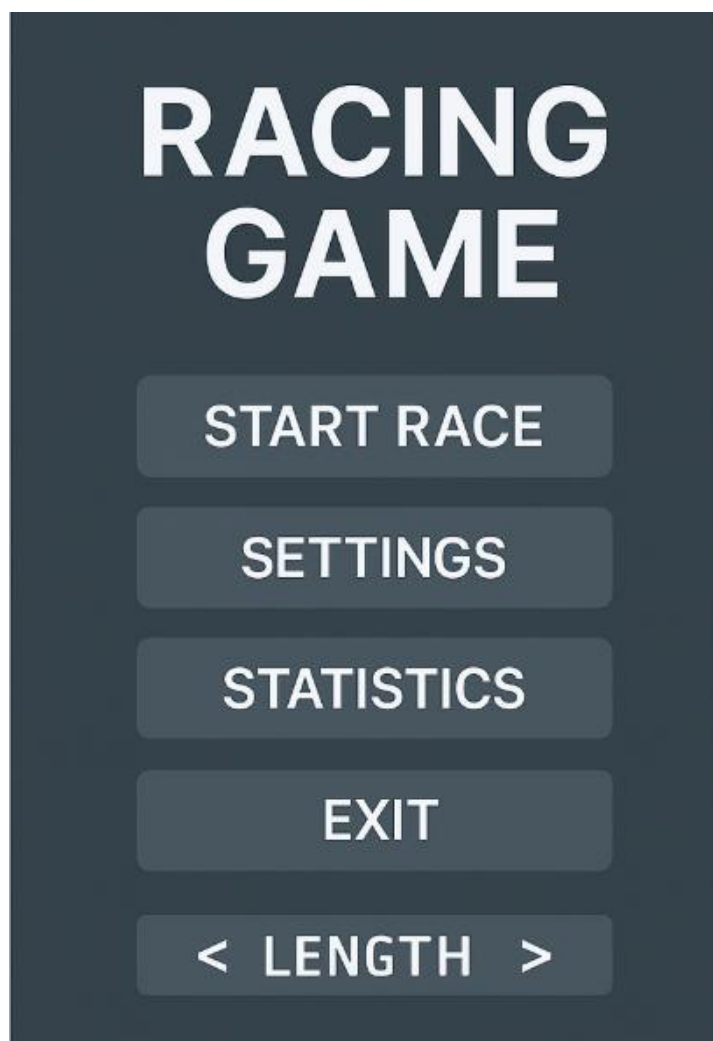 RACING
GAME
START RACE
SETTINGS
STATISTICS
EXIT
< LENGTH >